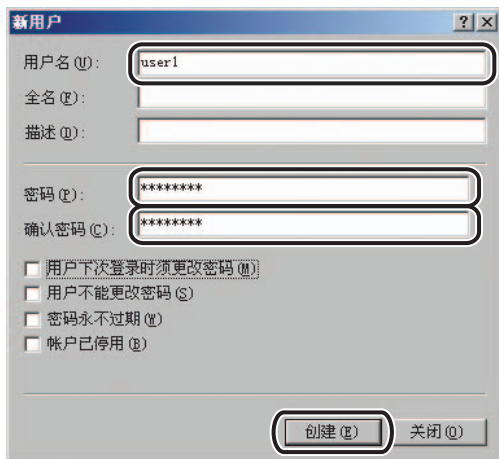 新用户
用户名(U): user1
全名(F):
描述(D):
密码(P): ********
确认密码(C): ********
用户下次登录时须更改密码(M)
用户不能更改密码(S)
密码永不过期(W)
帐户已停用(B)
创建(E) 关闭(O)